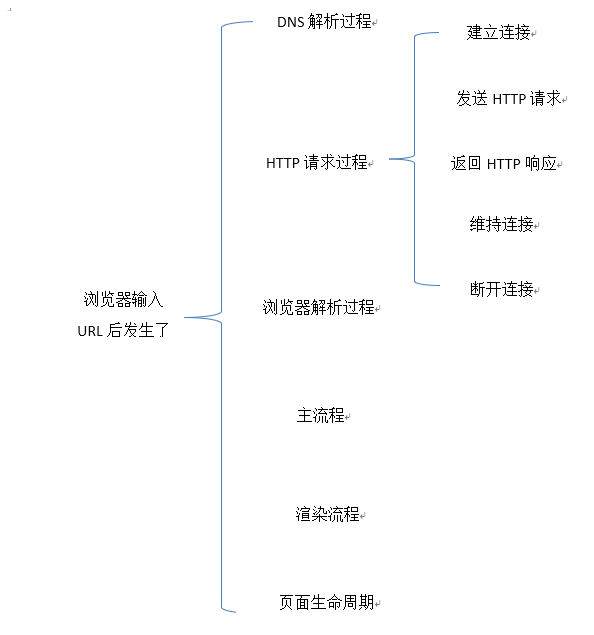 浏览器输入
URL 后发生了
DNS 解析过程
HTTP 请求过程
建立连接
发送 HTTP 请求
返回 HTTP 响应
维持连接
断开连接
浏览器解析过程
主流程
渲染流程
页面生命周期